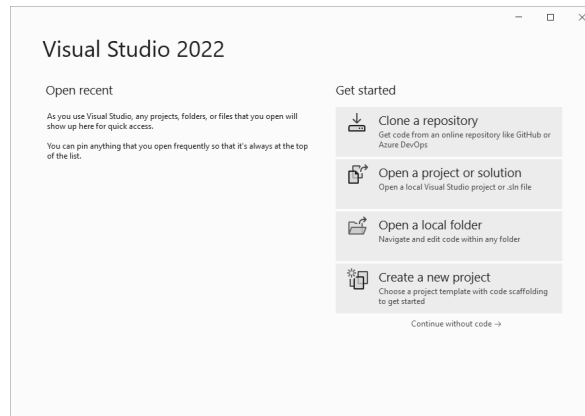 Visual Studio 2022
Open recent
As you use Visual Studio, any projects, folders, or files that you open will
show up here for quick access.
You can pin anything that you open frequently so that it's always at the top
of the list.
Get started
Clone a repository
Get code from an online repository like GitHub or
Azure DevOps
Open a project or solution
Open a local Visual Studio project or .sln file
Open a local folder
Navigate and edit code within any folder
Create a new project
Choose a project template with code scaffolding
to get started
Continue without code →